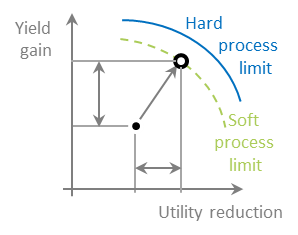 Yield
gain
Hard
process
limit
Soft
process
limit
Utility reduction